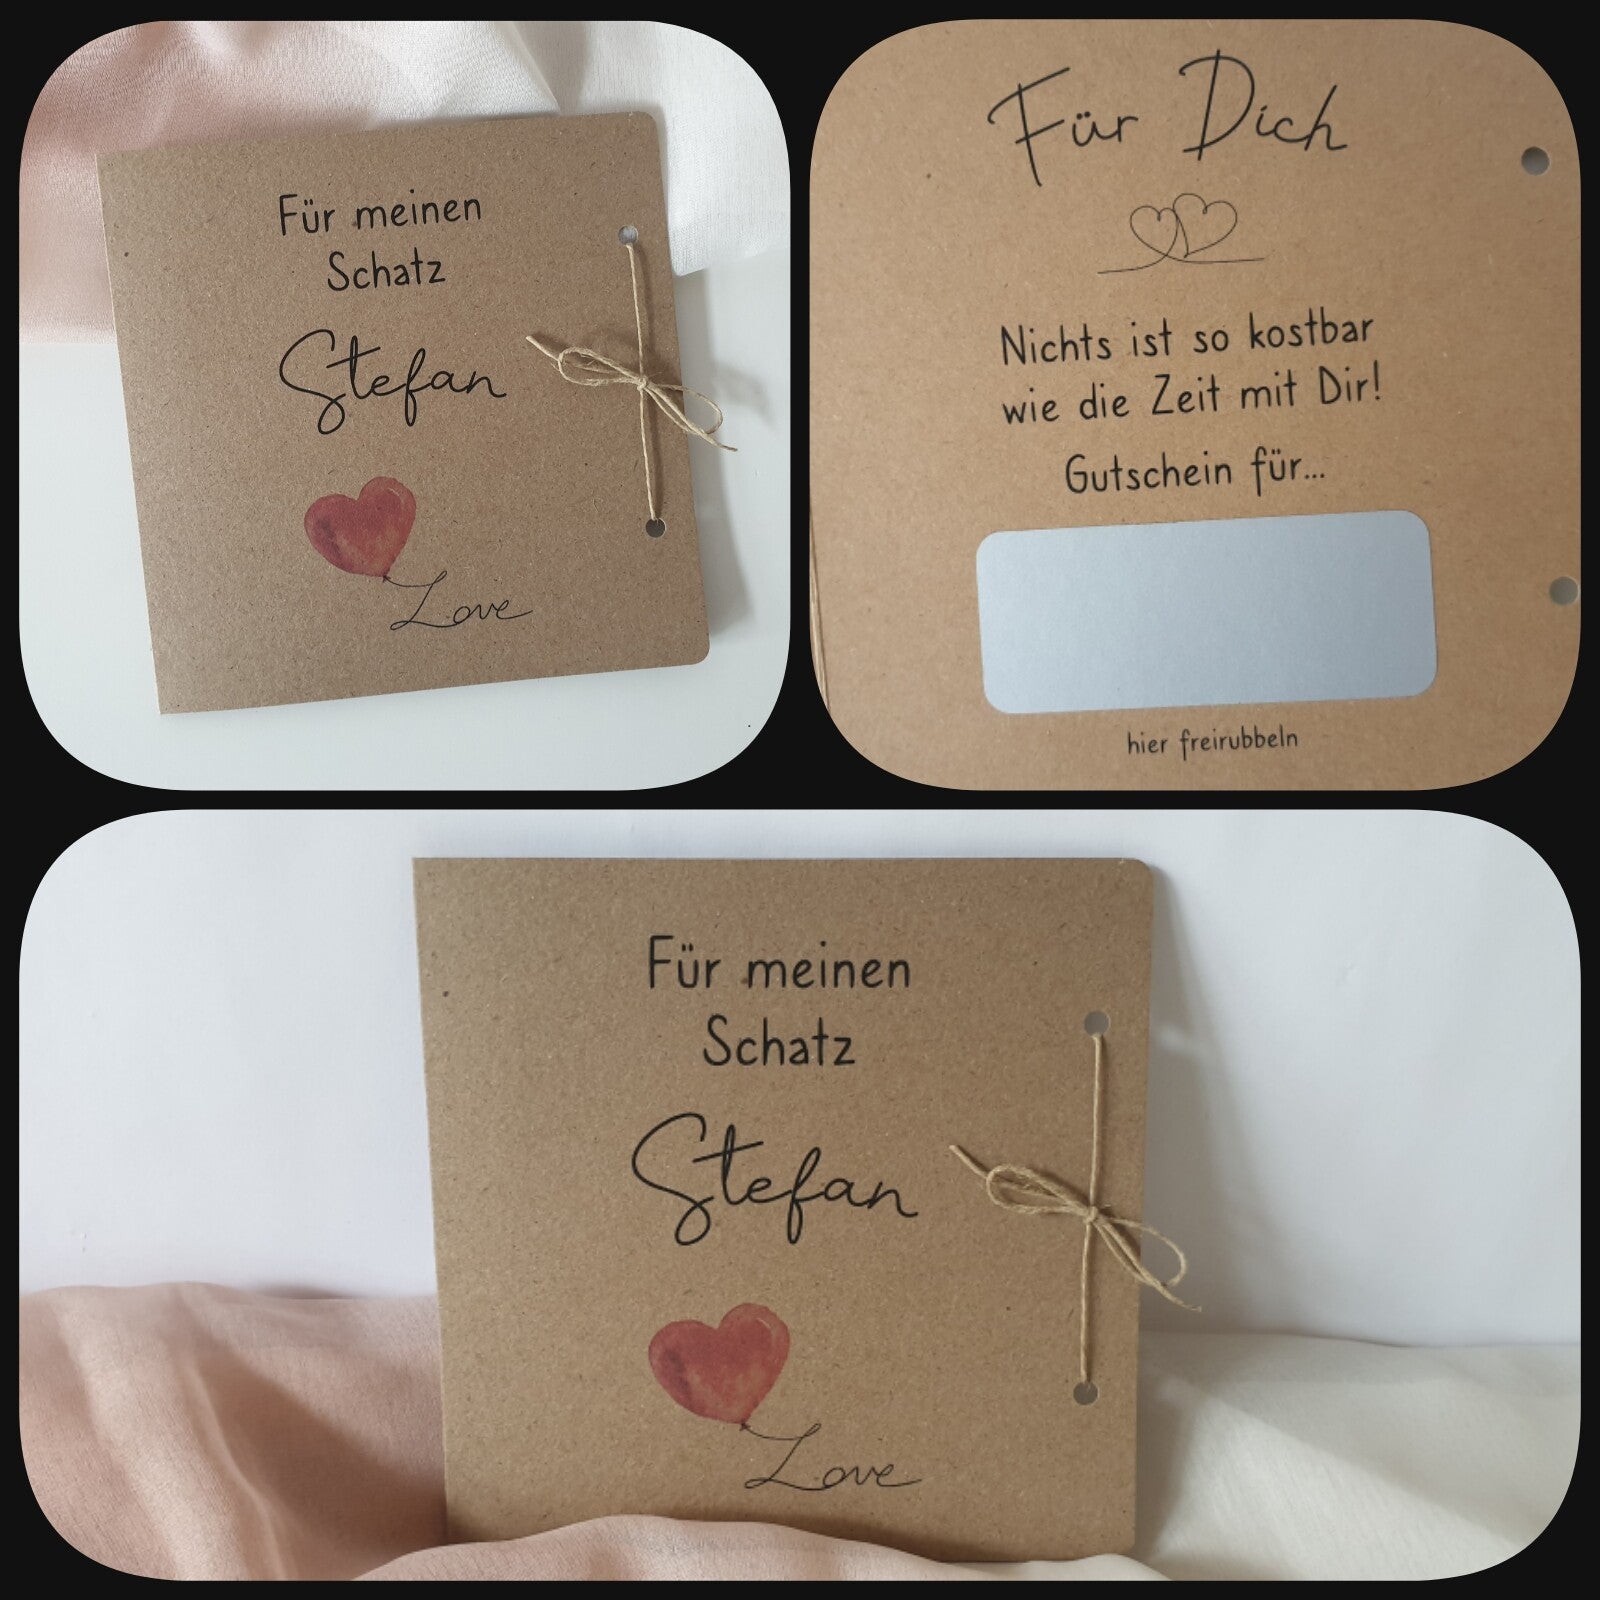 Für meinen
Schatz
Stefan
Love
Für Dich
Nichts ist so kostbar
wie die Zeit mit Dir!
Gutschein für...
hier freirubbeln
Für meinen
Schatz
Stefan
Love